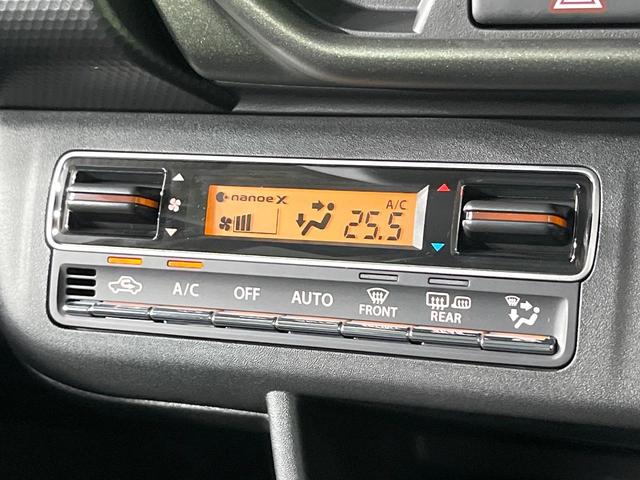 nanoeX
A/C
25.5
A/C OFF AUTO FRONT REAR